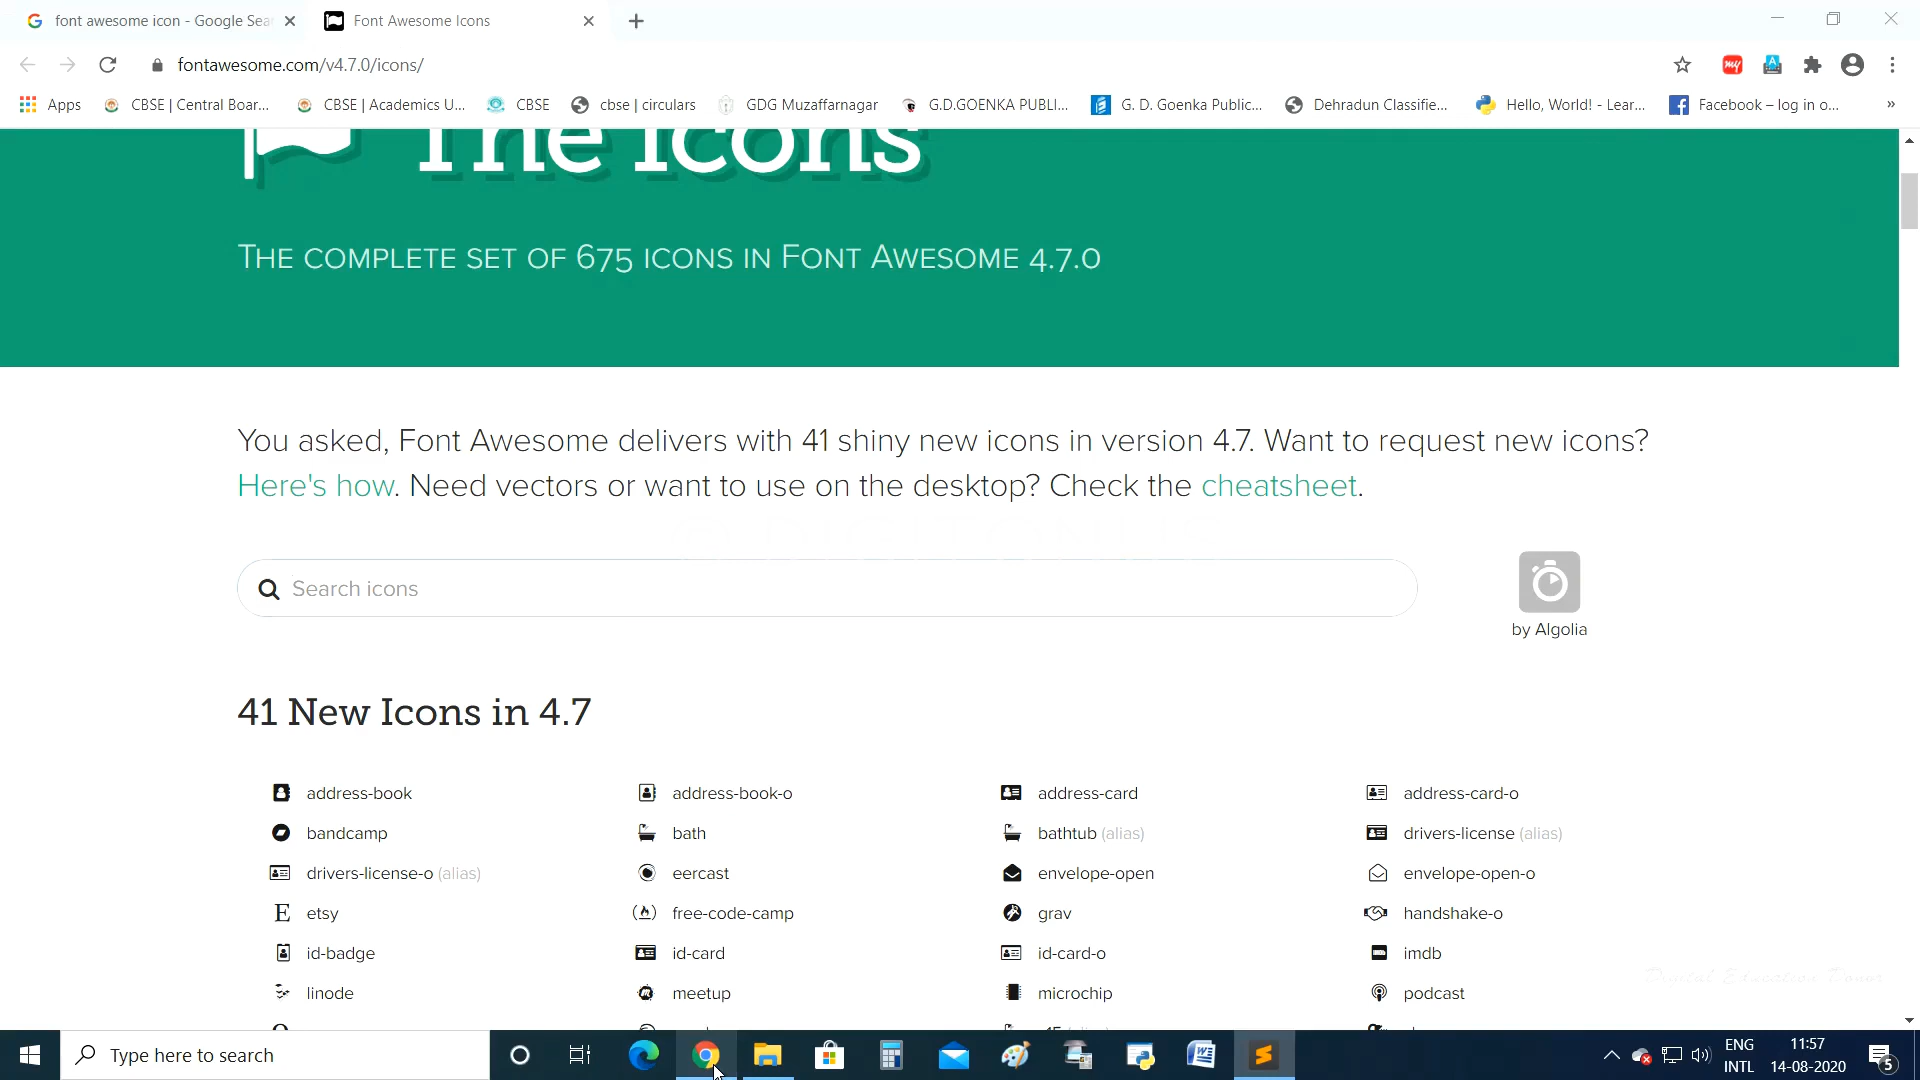 font awesome icon - Google Sea
Font Awesome Icons
fontawesome.com/v4.7.0/icons/
Apps
CBSE | Central Boar...
CBSE | Academics U...
CBSE
cbse | circulars
GDG Muzaffarnagar
G.D.GOENKA PUBLI...
G. D. Goenka Public...
Dehradun Classifie...
Hello, World! - Lear...
Facebook – log in o...
The Icons
The complete set of 675 icons in Font Awesome 4.7.0
You asked, Font Awesome delivers with 41 shiny new icons in version 4.7. Want to request new icons?
Here's how. Need vectors or want to use on the desktop? Check the cheatsheet.
Search icons
by Algolia
41 New Icons in 4.7
address-book
address-book-o
address-card
address-card-o
bandcamp
bath
bathtub (alias)
drivers-license (alias)
drivers-license-o (alias)
eercast
envelope-open
envelope-open-o
etsy
free-code-camp
grav
handshake-o
id-badge
id-card
id-card-o
imdb
linode
meetup
microchip
podcast
Digital Education Donor
Type here to search
ENG
INTL
11:57
14-08-2020
5